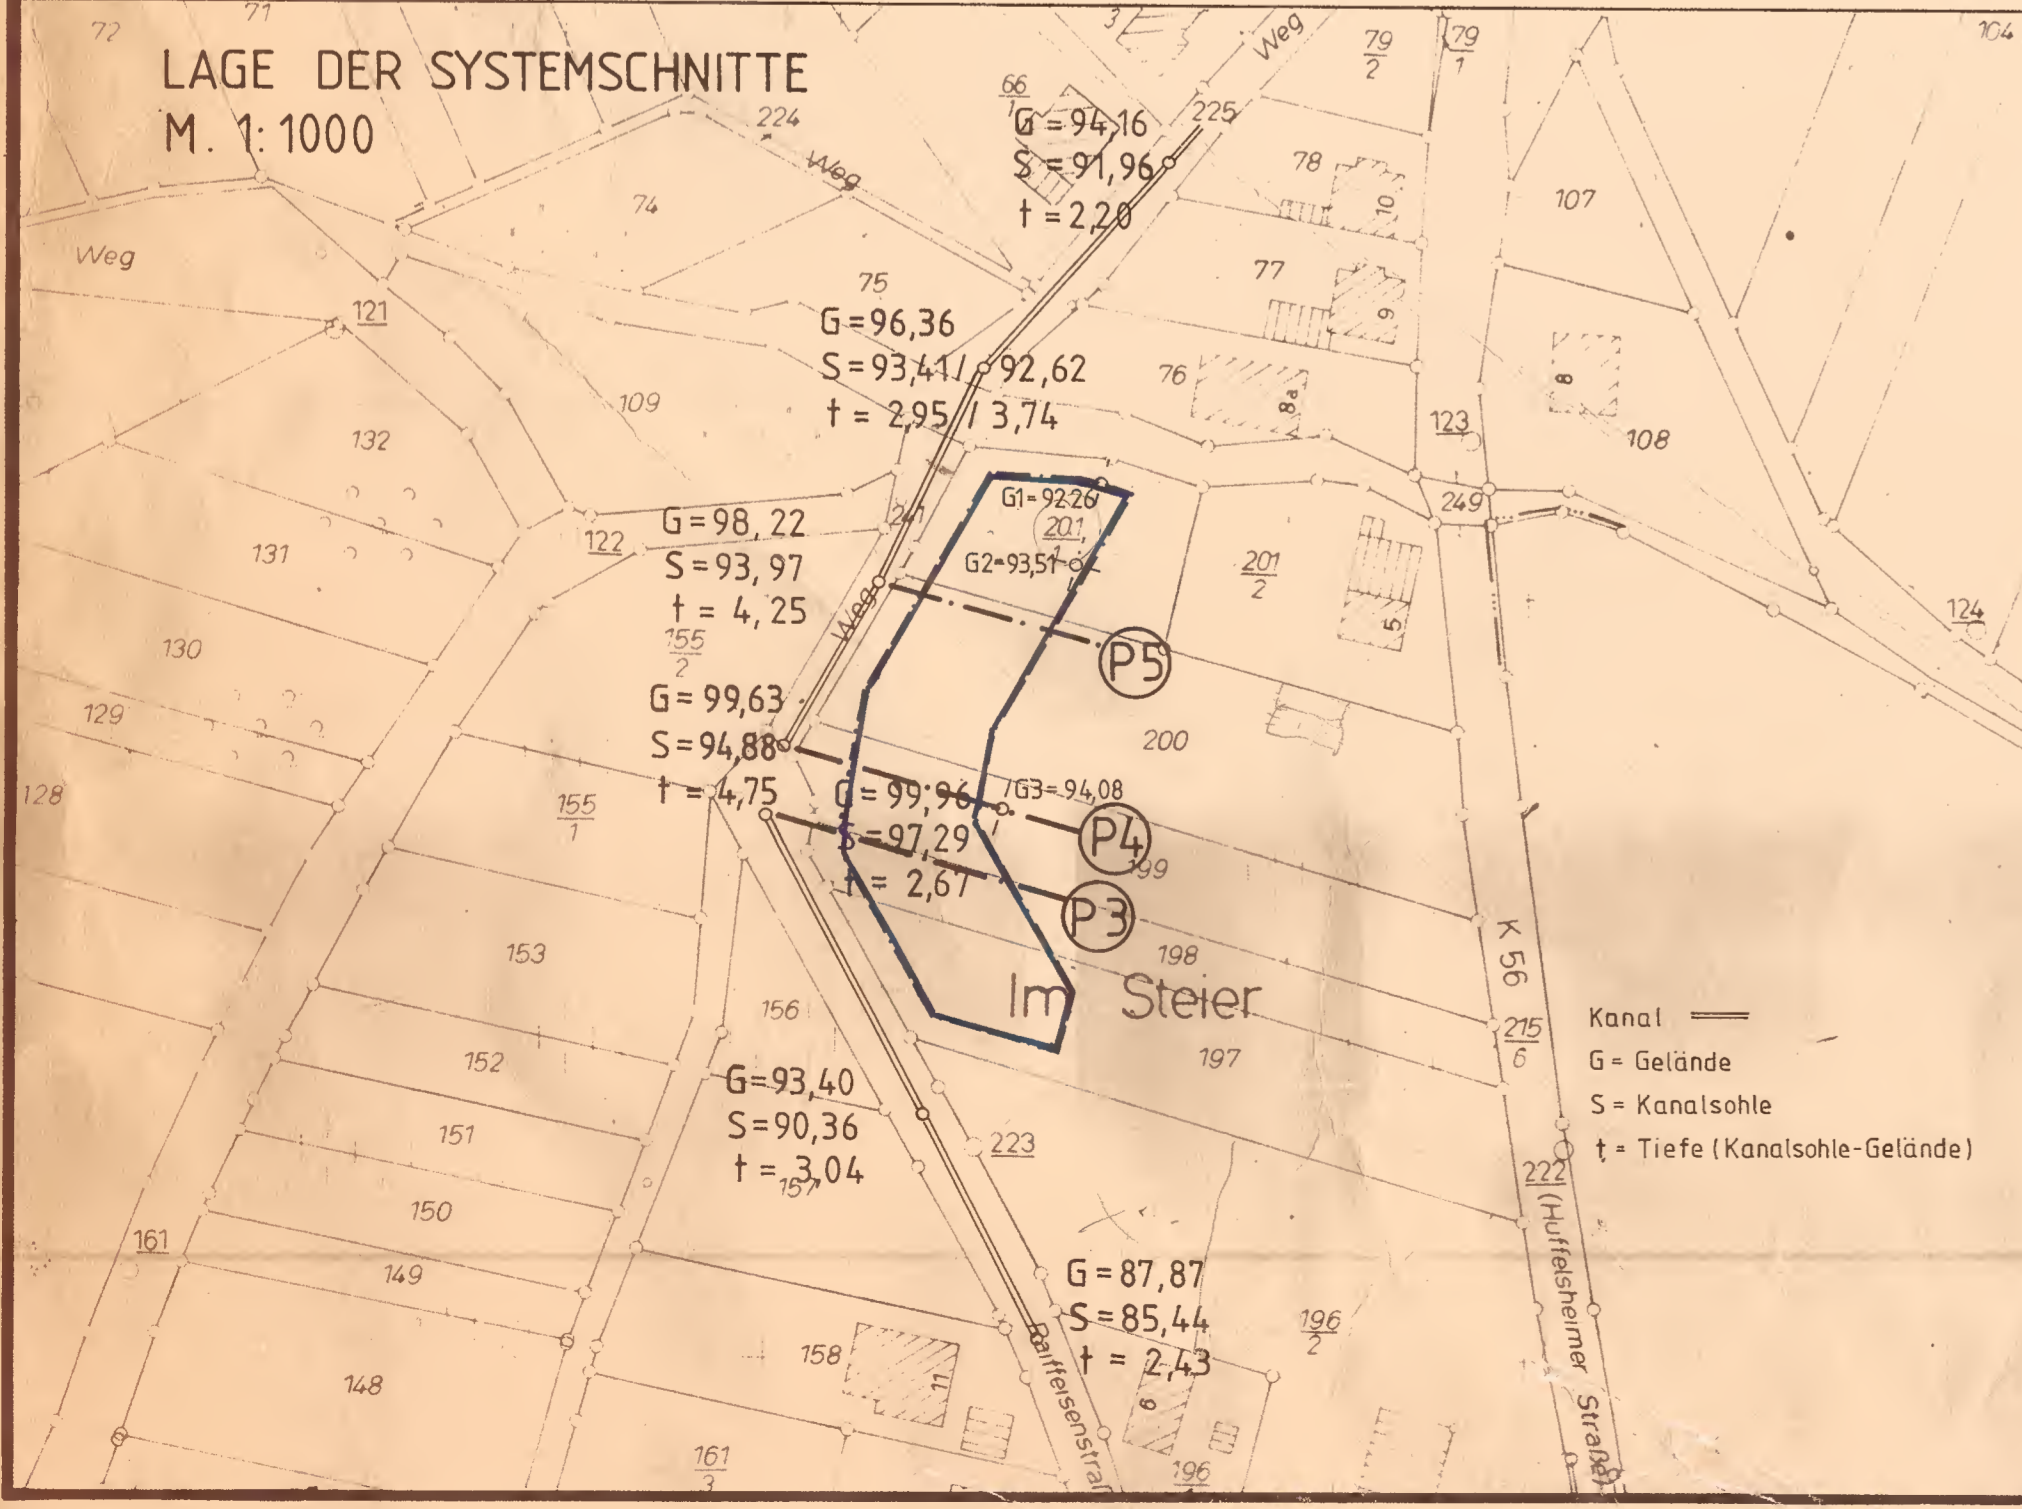 72
71
LAGE DER SYSTEMSCHNITTE
M. 1:1000
3
Weg
79
2
79
1
104
66
1
224
Weg
225
G=94,16
S=91,96
t=2,20
78
10
107
74
Weg
75
77
9
121
G=96,36
S=93,41/92,62
t=2,95/3,74
76
8a
8
109
132
123
108
249
G=98,22
S=93,97
t=4,25
122
G1=92,26
201
1
G2=93,51
131
201
2
5
124
Weg
130
155
2
P5
G=99,63
S=94,88
t=4,75
129
200
128
155
1
G=99,96
S=97,29
t=2,67
G3=94,08
P4
199
P3
K 56
153
198
156
Im Steier
Kanal
215
6
197
G=Gelände
152
G=93,40
S=90,36
t=3,04
S=Kanalsohle
151
223
t=Tiefe (Kanalsohle-Gelände)
157
222
150
(Huffelsheimer Straße)
161
149
G=87,87
S=85,44
t=2,43
196
2
158
11
148
9
Raiffeisenstraß
161
3
196